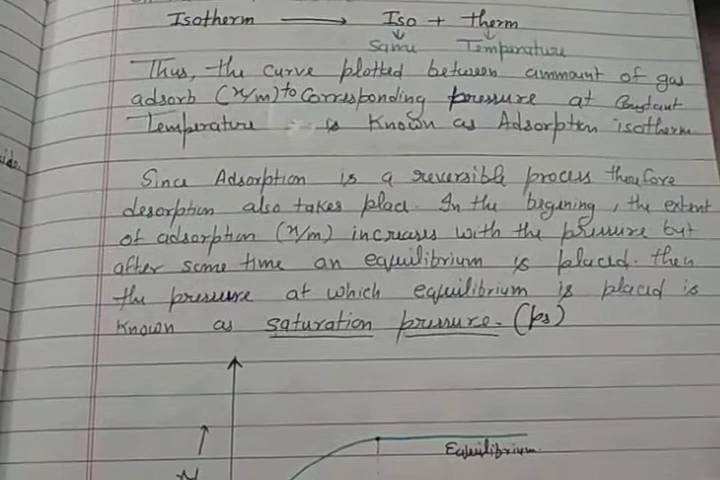 Isotherm → Iso + therm
↓ ↓
Same Temperature
Thus, the curve plotted between ammount of gas
adsorb (x/m) to Corresponding pressure at Constant
Temperature is known as Adsorption isotherm
Since Adsorption is a reversible process therefore
desorption also takes place. In the begining, the extent
of adsorption (x/m) increases with the pressure but
after some time an equilibrium is placed. then
the pressure at which equilibrium is placed is
known as saturation pressure. (ps)
Equilibrium